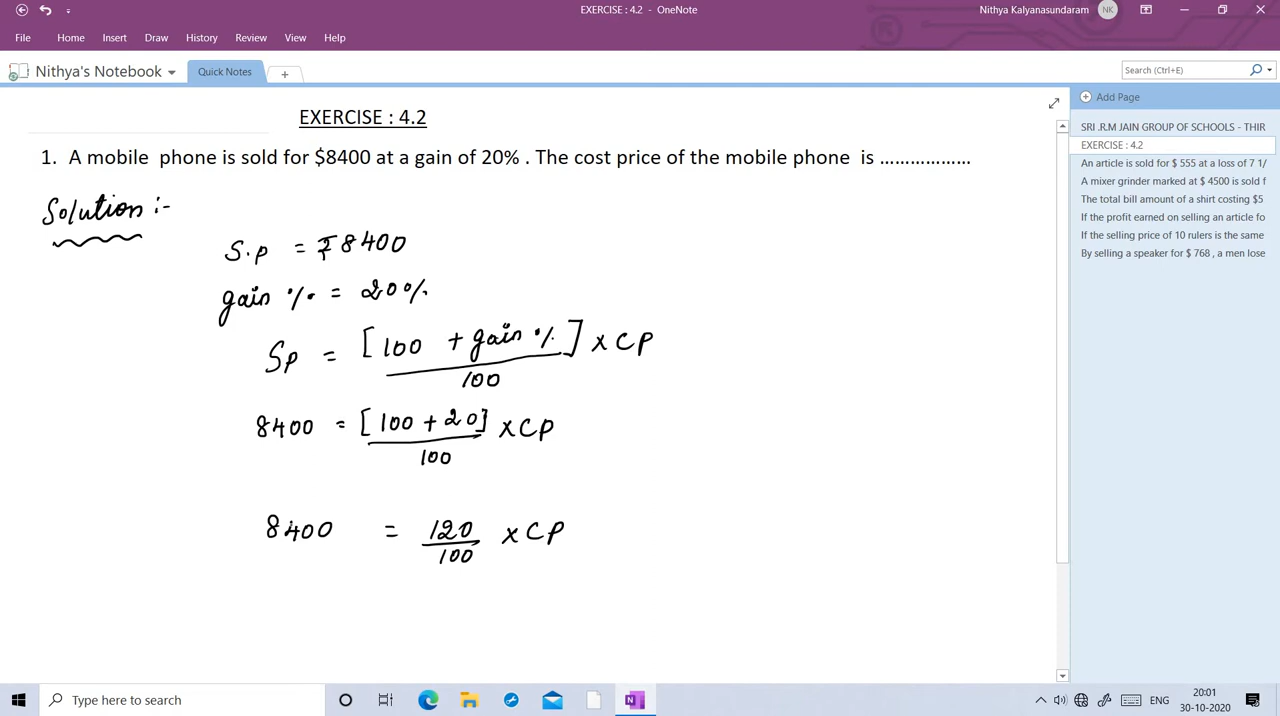 EXERCISE : 4.2 - OneNote
Nithya Kalyanasundaram NK
File Home Insert Draw History Review View Help
Nithya's Notebook Quick Notes +
Search (Ctrl+E)
EXERCISE : 4.2
1. A mobile phone is sold for $8400 at a gain of 20% . The cost price of the mobile phone is ..................
Solution :-
S.p = ₹8400
gain % = 20%
Sp = [100 + gain %] x CP
100
8400 = [100 + 20] x CP
100
8400 = 120 x CP
100
Add Page
SRI .R.M JAIN GROUP OF SCHOOLS - THIR
EXERCISE : 4.2
An article is sold for $ 555 at a loss of 7 1/
A mixer grinder marked at $ 4500 is sold f
The total bill amount of a shirt costing $5
If the profit earned on selling an article fo
If the selling price of 10 rulers is the same
By selling a speaker for $ 768 , a men lose
Type here to search
ENG
20:01
30-10-2020